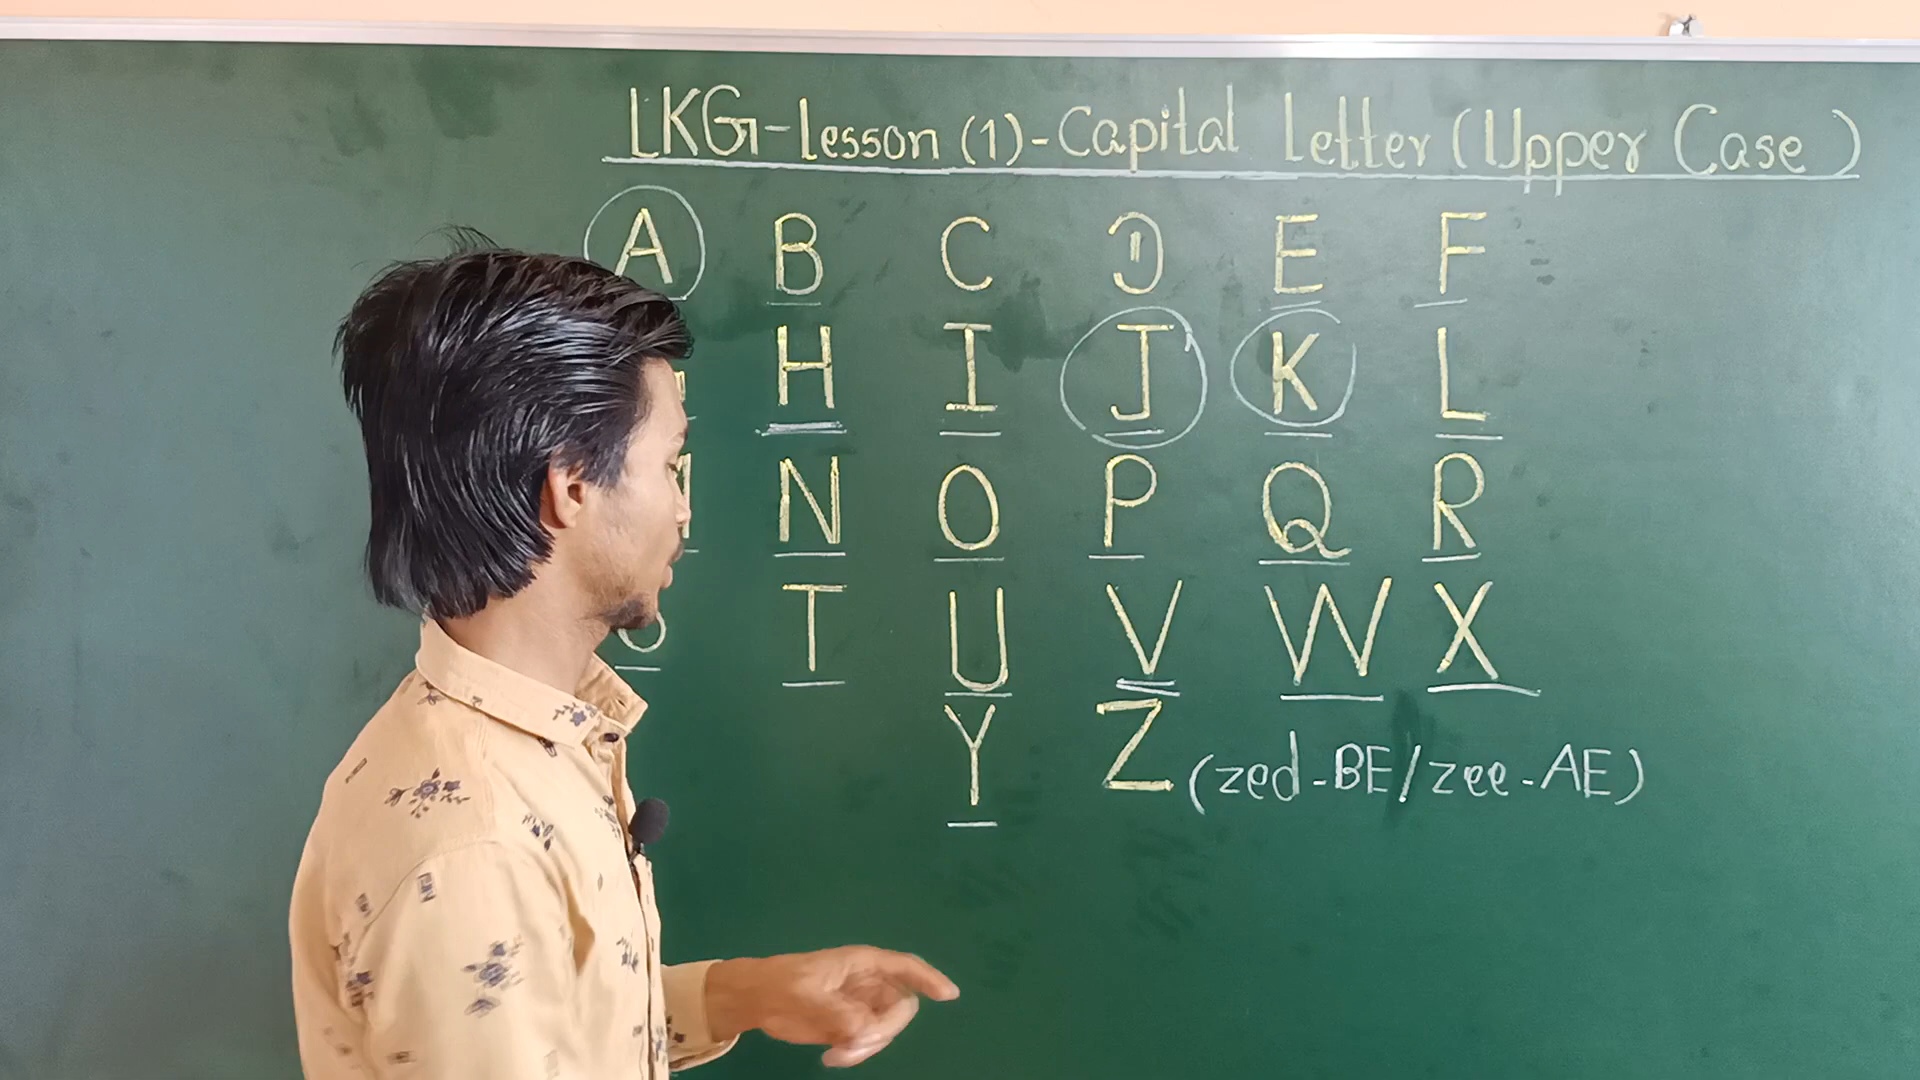 LKG-Lesson (1)-Capital Letter (Upper Case)
A B C D E F
H I J K L
N O P Q R
T U V W X
Y Z (zed-BE/zee-AE)